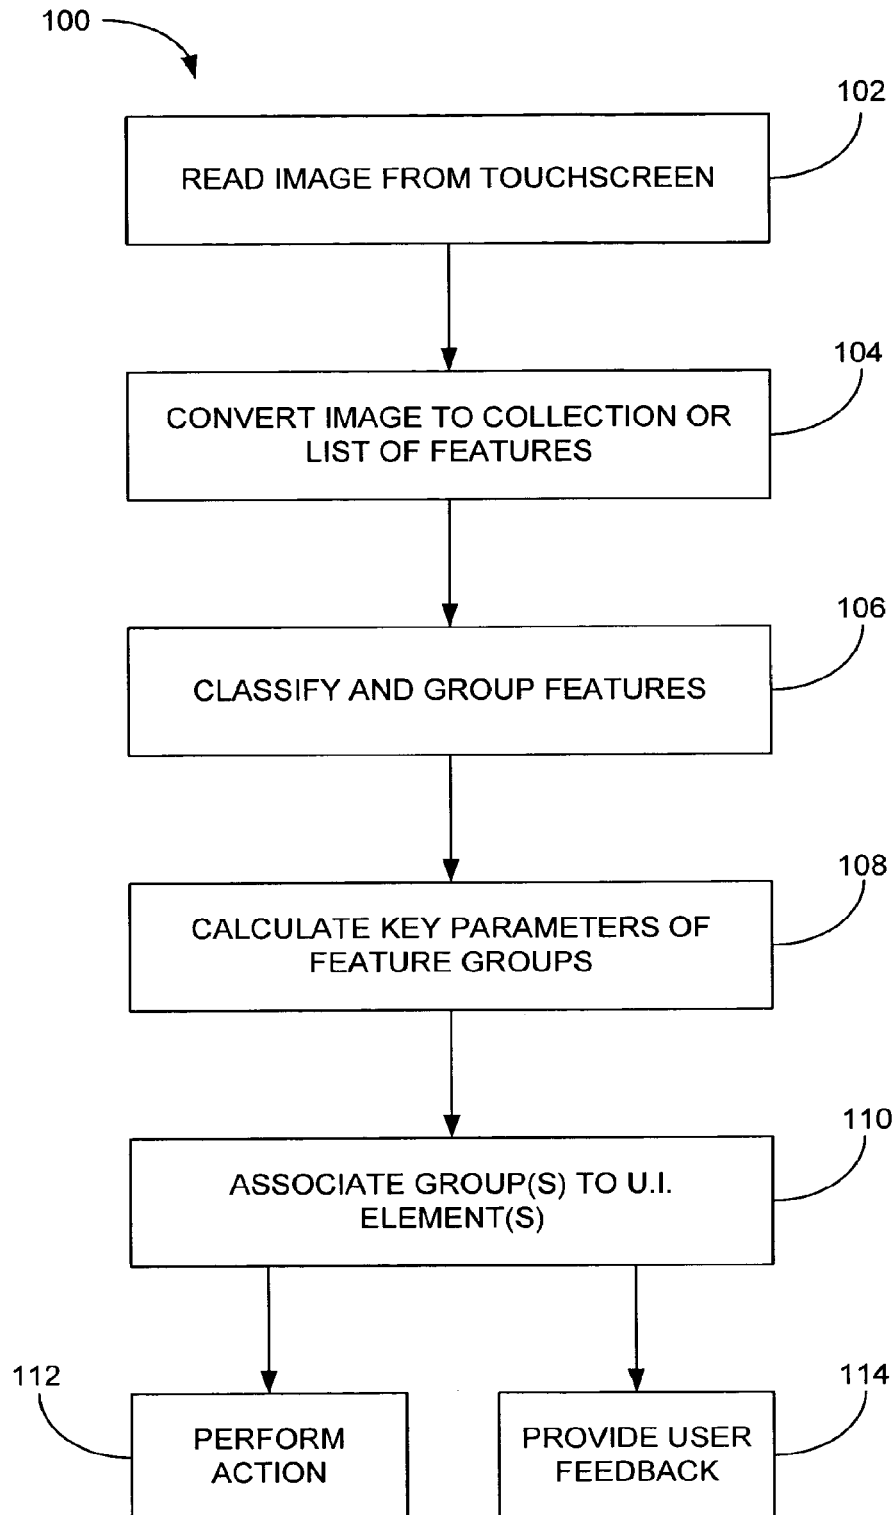 100
102
READ IMAGE FROM TOUCHSCREEN
104
CONVERT IMAGE TO COLLECTION OR
LIST OF FEATURES
106
CLASSIFY AND GROUP FEATURES
108
CALCULATE KEY PARAMETERS OF
FEATURE GROUPS
110
ASSOCIATE GROUP(S) TO U.I.
ELEMENT(S)
112
PERFORM
ACTION
114
PROVIDE USER
FEEDBACK